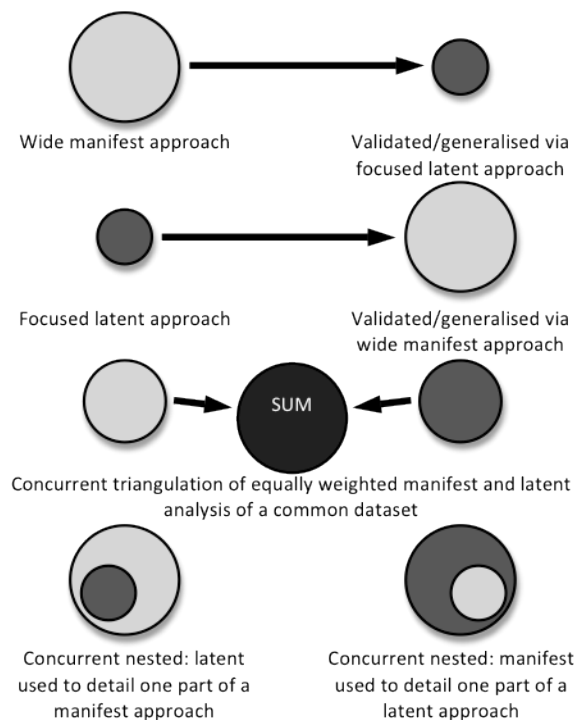 Wide manifest approach
Validated/generalised via
focused latent approach
Focused latent approach
Validated/generalised via
wide manifest approach
SUM
Concurrent triangulation of equally weighted manifest and latent
analysis of a common dataset
Concurrent nested: latent
used to detail one part of a
manifest approach
Concurrent nested: manifest
used to detail one part of a
latent approach